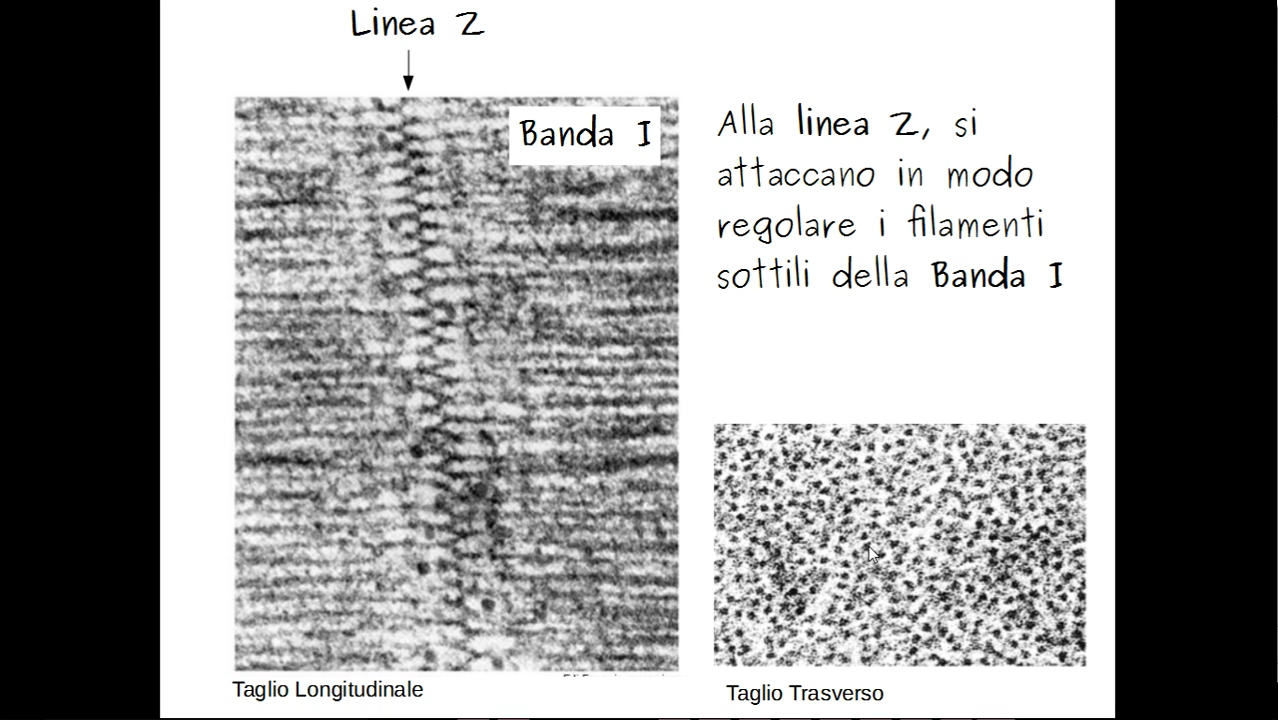 Linea Z
Banda I
Alla linea Z, si
attaccano in modo
regolare i filamenti
sottili della Banda I
Taglio Longitudinale
Taglio Trasverso